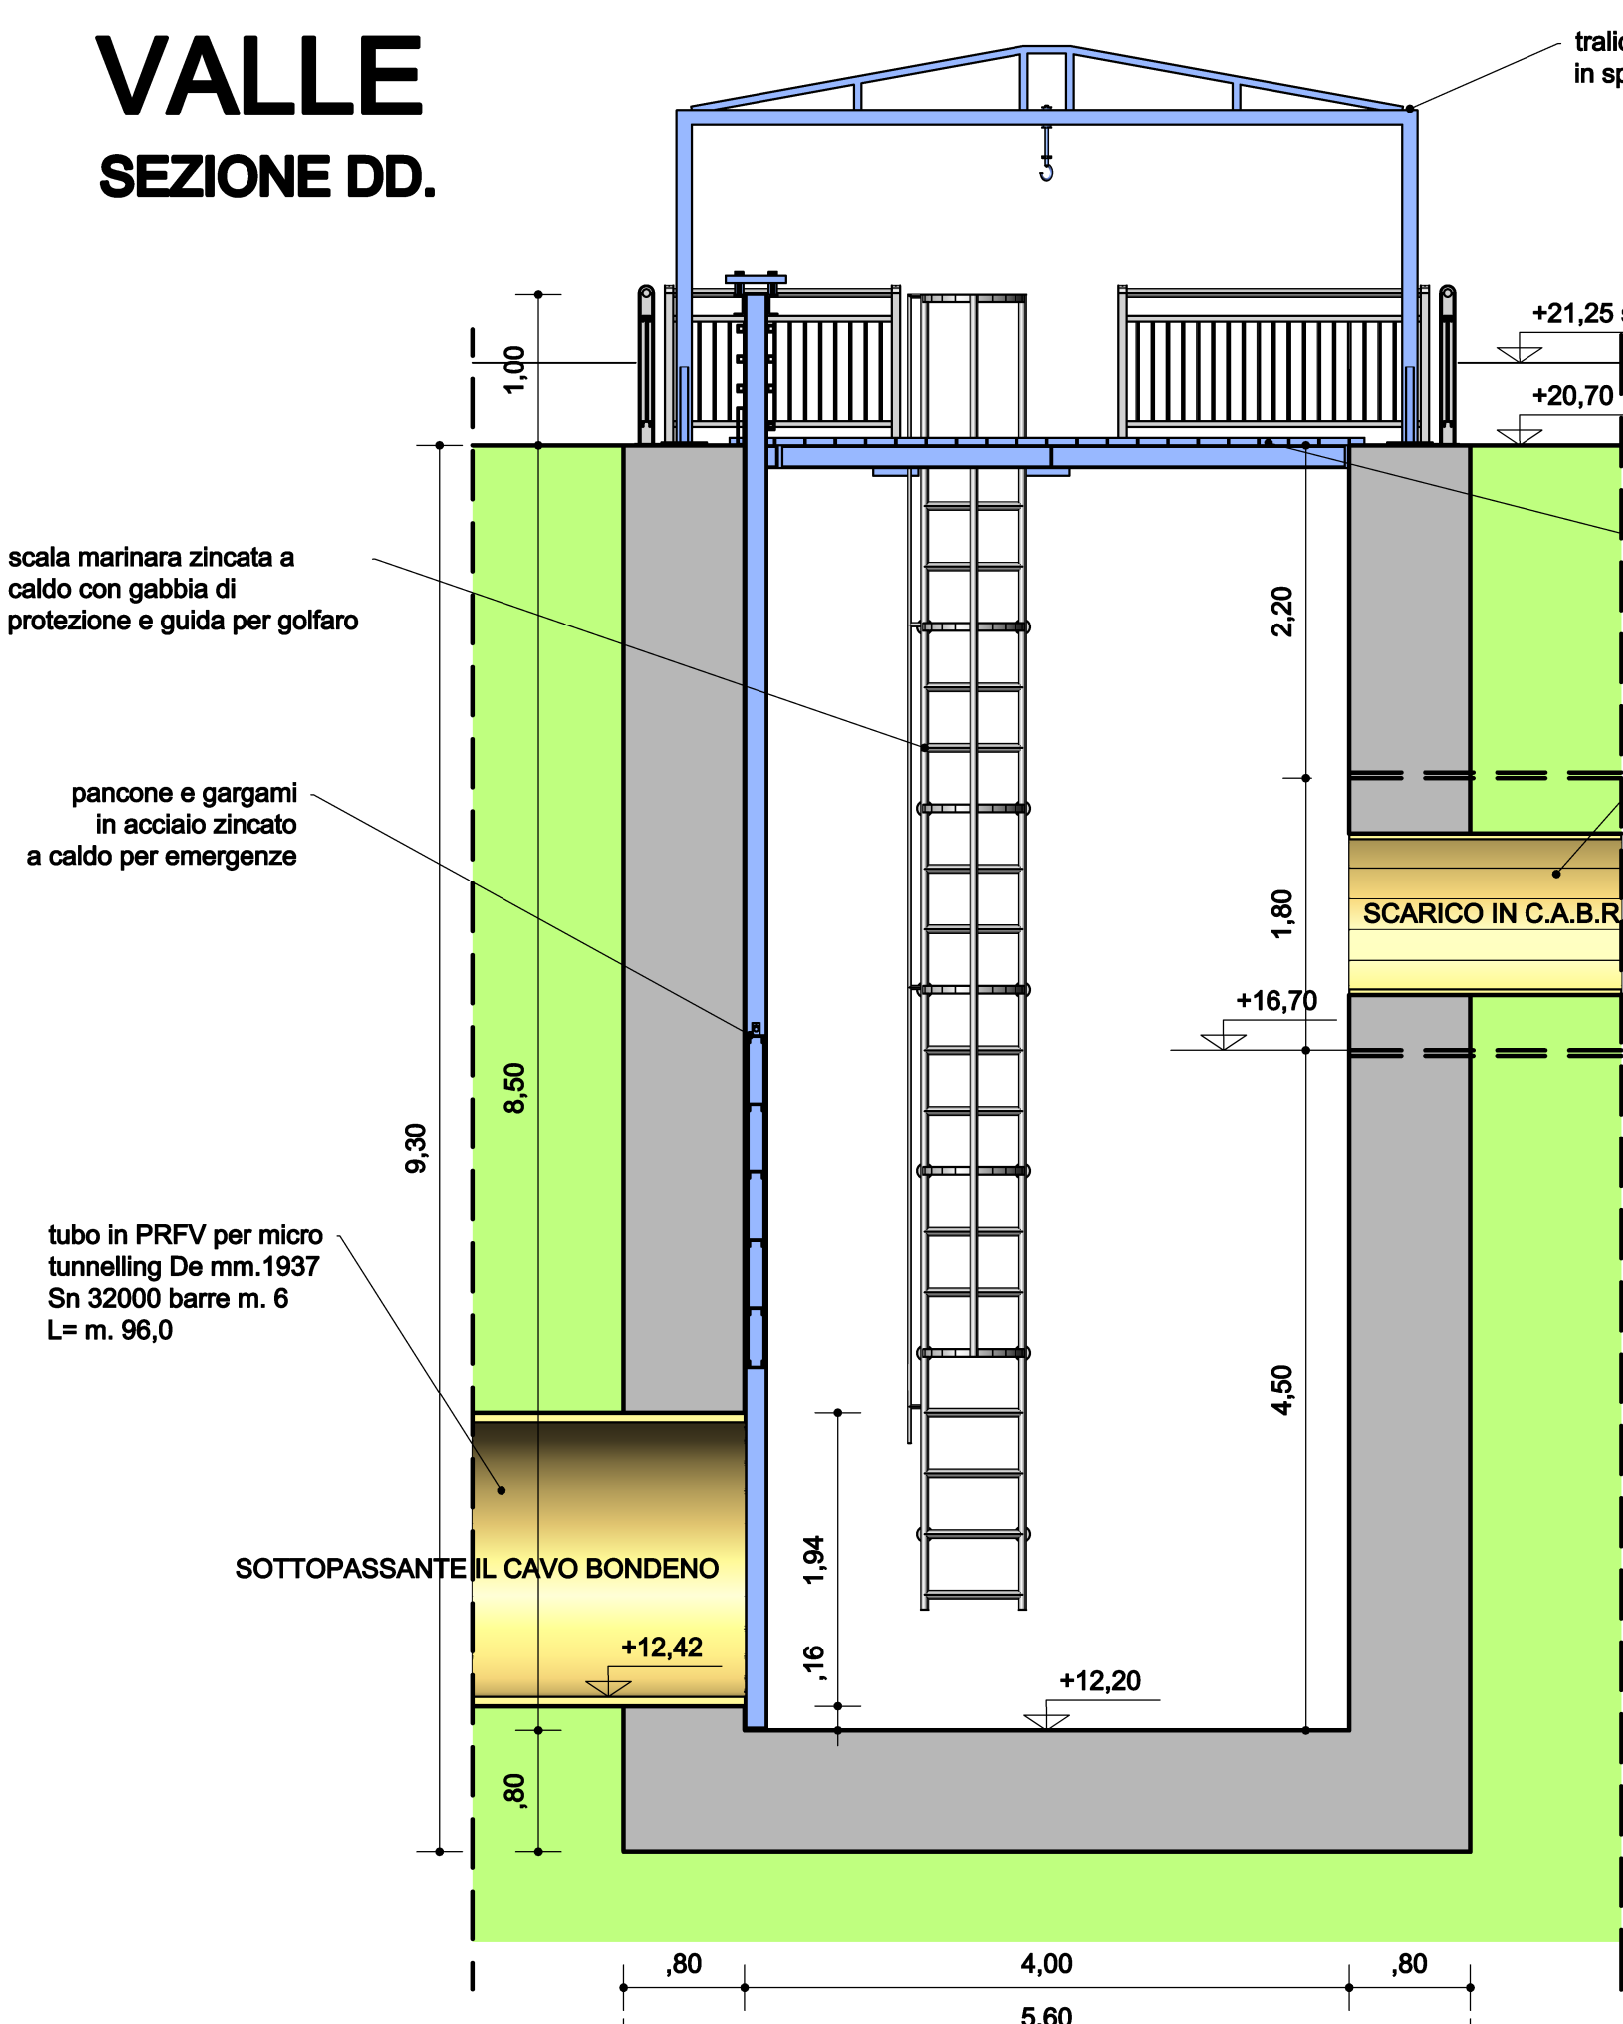 VALLE
SEZIONE DD.
in
+21,25
+20,70
1,00
scala marinara zincata a
caldo con gabbia di
protezione e guida per golfaro
2,20
pancone e gargami
in acciaio zincato
a caldo per emergenze
1,80
SCARICO IN C.A.B.R
+16,70
8,50
9,30
tubo in PRFV per micro
tunnelling De mm.1937
Sn 32000 barre m. 6
L= m. 96,0
4,50
1,94
SOTTOPASSANTE IL CAVO BONDENO
+12,42
,16
+12,20
,80
,80
4,00
,80
5,60